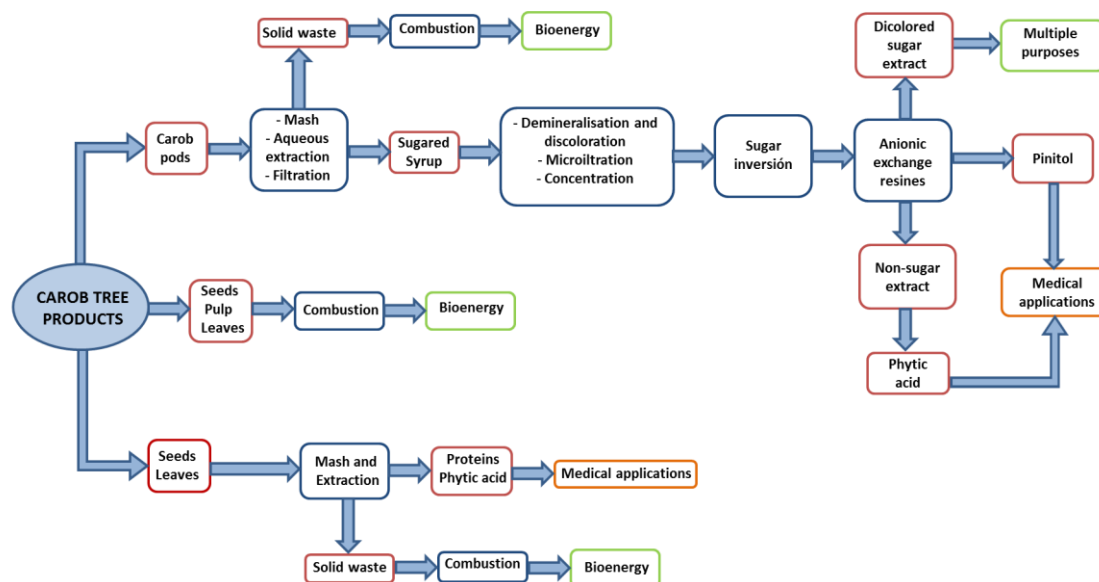 Solid waste
Combustion
Bioenergy
Dicolored
sugar
extract
Multiple
purposes
Carob
pods
- Mash
- Aqueous
extraction
- Filtration
Sugared
Syrup
- Demineralisation and
discoloration
- Microiltration
- Concentration
Sugar
inversión
Anionic
exchange
resines
Pinitol
Non-sugar
extract
Medical
applications
Phytic
acid
CAROB TREE
PRODUCTS
Seeds
Pulp
Leaves
Combustion
Bioenergy
Seeds
Leaves
Mash and
Extraction
Proteins
Phytic acid
Medical applications
Solid waste
Combustion
Bioenergy